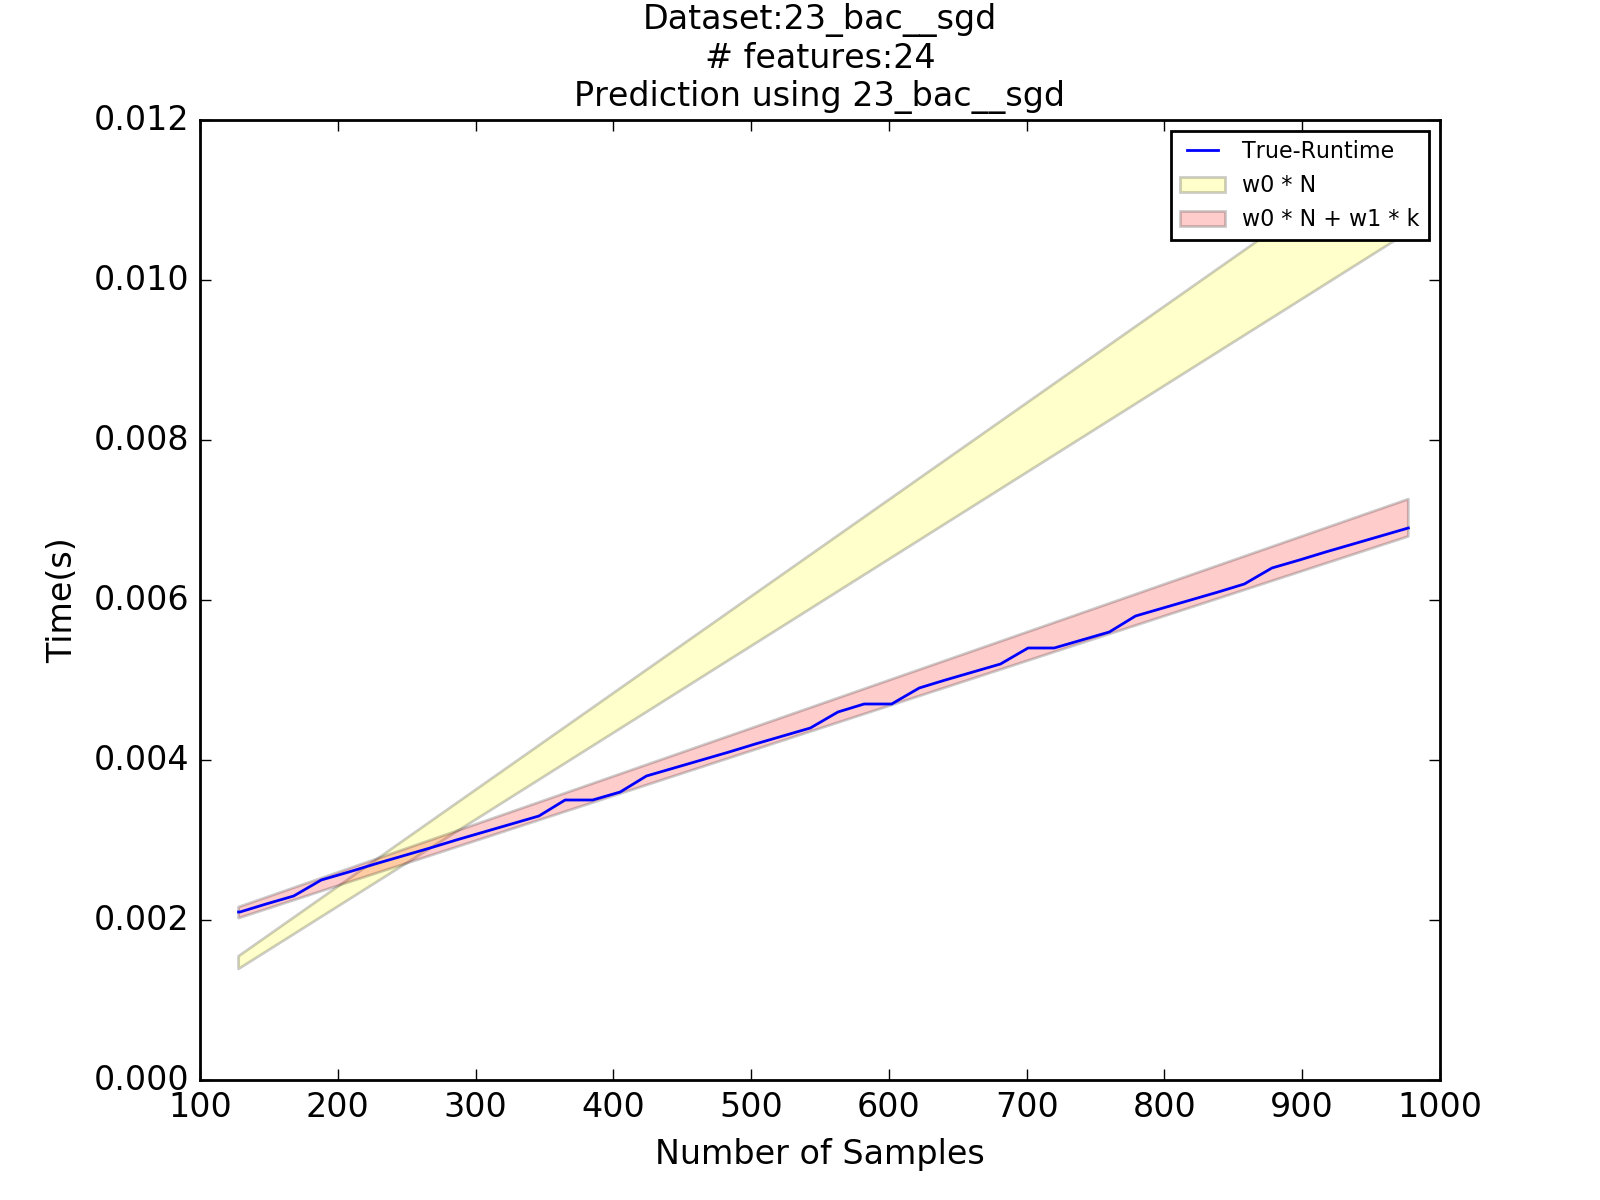 Dataset:23_bac__sgd
# features:24
Prediction using 23_bac__sgd
0.012
0.010
0.008
0.006
0.004
0.002
0.000
Time(s)
True-Runtime
w0 * N
w0 * N + w1 * k
100 200 300 400 500 600 700 800 900 1000
Number of Samples